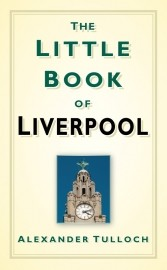 THE
LITTLE
BOOK
OF
LIVERPOOL
ALEXANDER TULLOCH